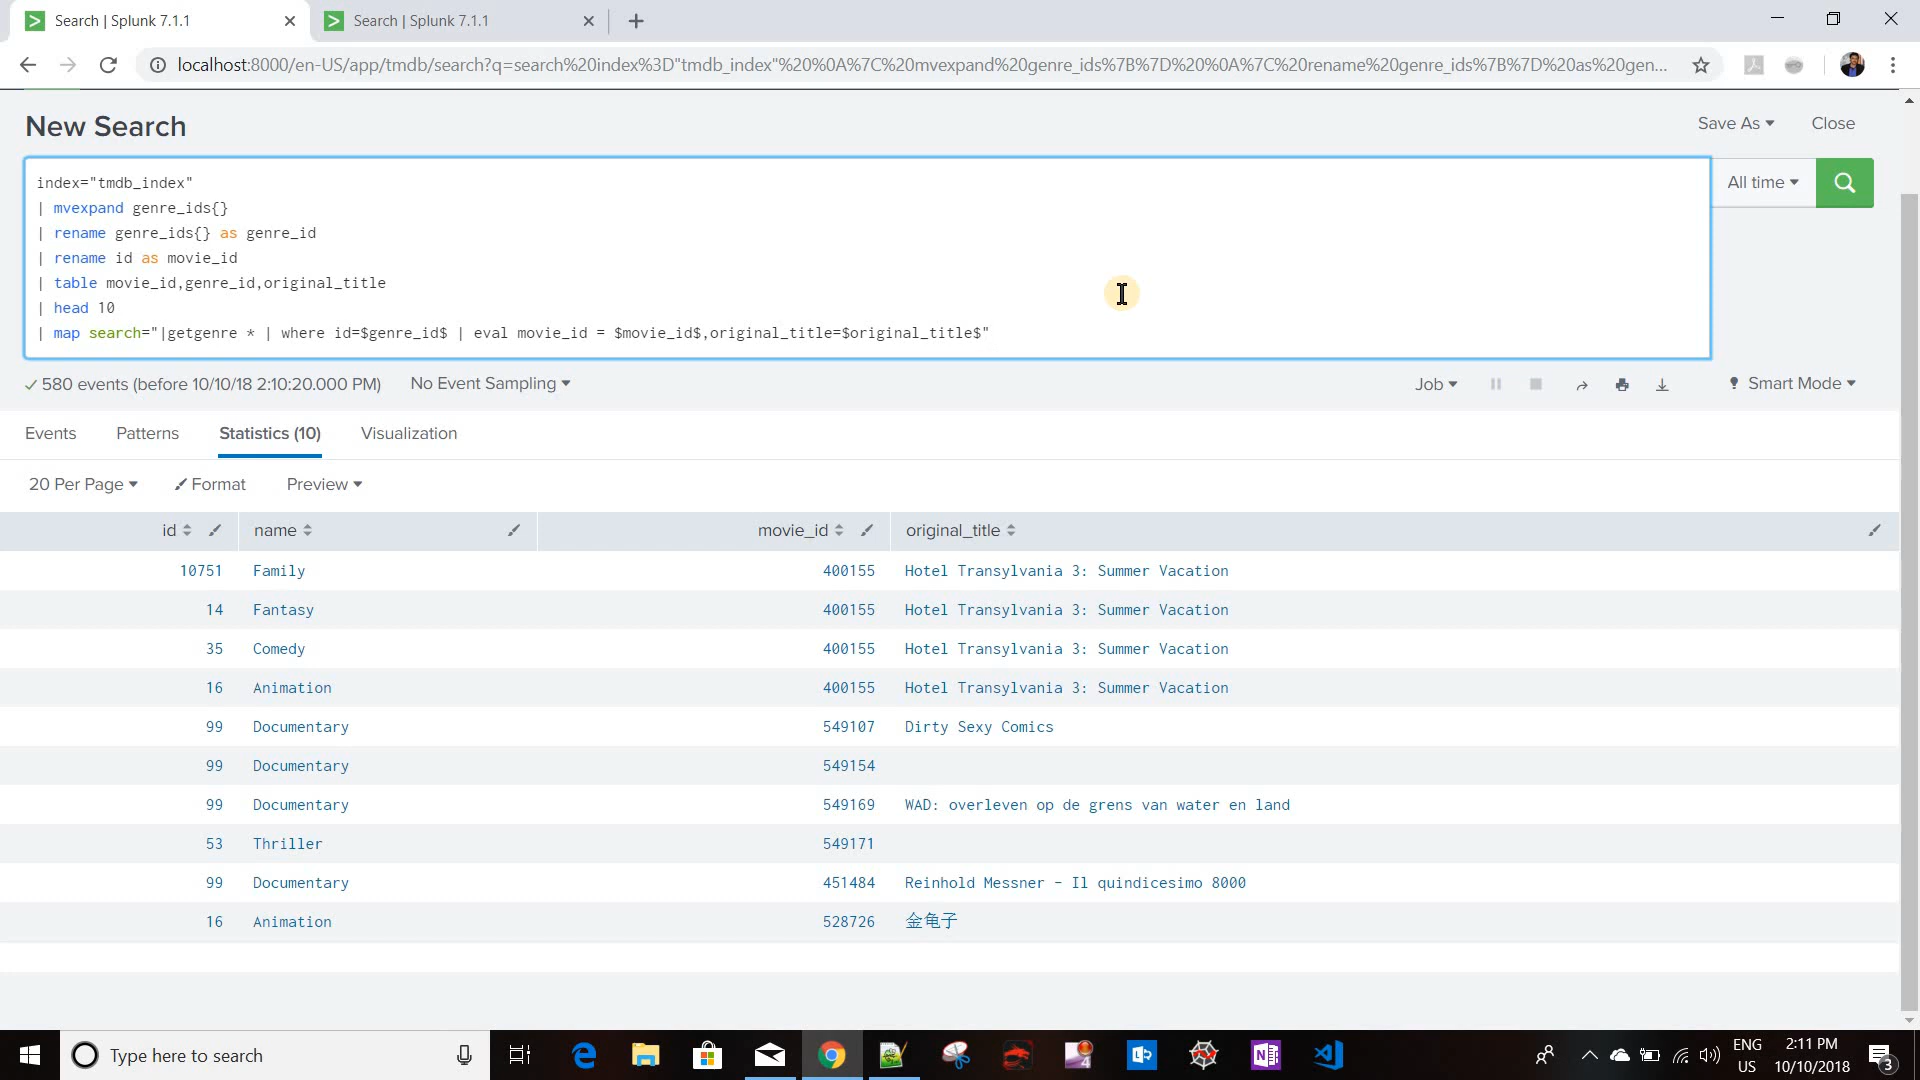 Search | Splunk 7.1.1
Search | Splunk 7.1.1
localhost:8000/en-US/app/tmdb/search?q=search%20index%3D"tmdb_index"%20%0A%7C%20mvexpand%20genre_ids%7B%7D%20%0A%7C%20rename%20genre_ids%7B%7D%20as%20gen...
New Search
Save As
Close
index="tmdb_index"
| mvexpand genre_ids{}
| rename genre_ids{} as genre_id
| rename id as movie_id
| table movie_id,genre_id,original_title
| head 10
| map search="|getgenre * | where id=$genre_id$ | eval movie_id = $movie_id$,original_title=$original_title$"
All time
580 events (before 10/10/18 2:10:20.000 PM)
No Event Sampling
Job
Smart Mode
Events
Patterns
Statistics (10)
Visualization
20 Per Page
Format
Preview
id name movie_id original_title
10751 Family 400155 Hotel Transylvania 3: Summer Vacation
14 Fantasy 400155 Hotel Transylvania 3: Summer Vacation
35 Comedy 400155 Hotel Transylvania 3: Summer Vacation
16 Animation 400155 Hotel Transylvania 3: Summer Vacation
99 Documentary 549107 Dirty Sexy Comics
99 Documentary 549154
99 Documentary 549169 WAD: overleven op de grens van water en land
53 Thriller 549171
99 Documentary 451484 Reinhold Messner - Il quindicesimo 8000
16 Animation 528726 金龟子
Type here to search
ENG
US
2:11 PM
10/10/2018
3